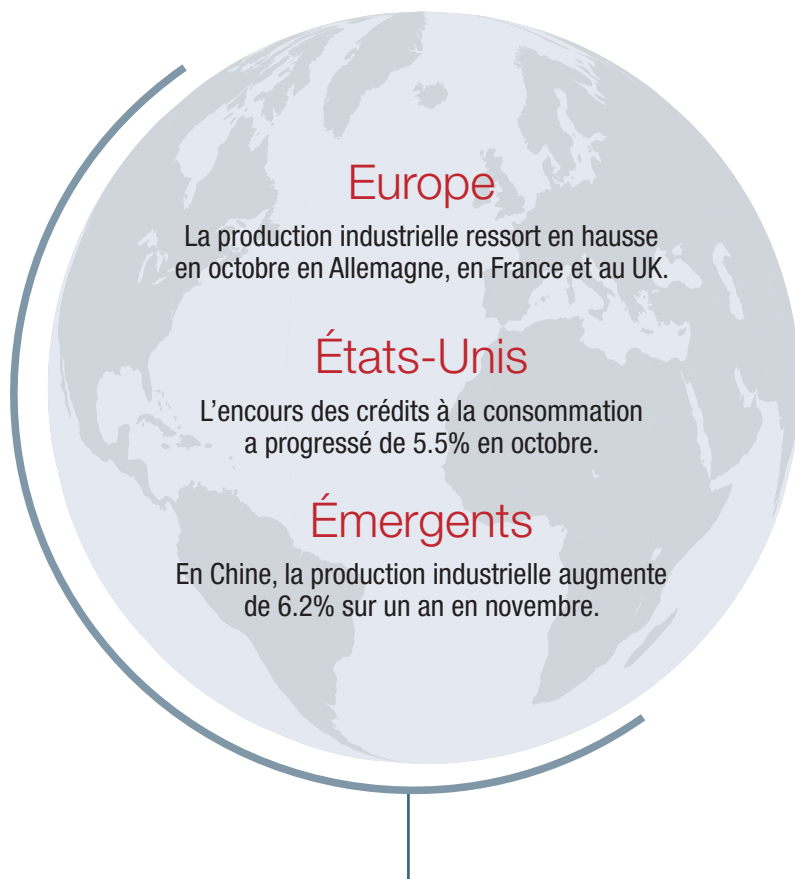 Europe
La production industrielle ressort en hausse
en octobre en Allemagne, en France et au UK.
États-Unis
L’encours des crédits à la consommation
a progressé de 5.5% en octobre.
Émergents
En Chine, la production industrielle augmente
de 6.2% sur un an en novembre.